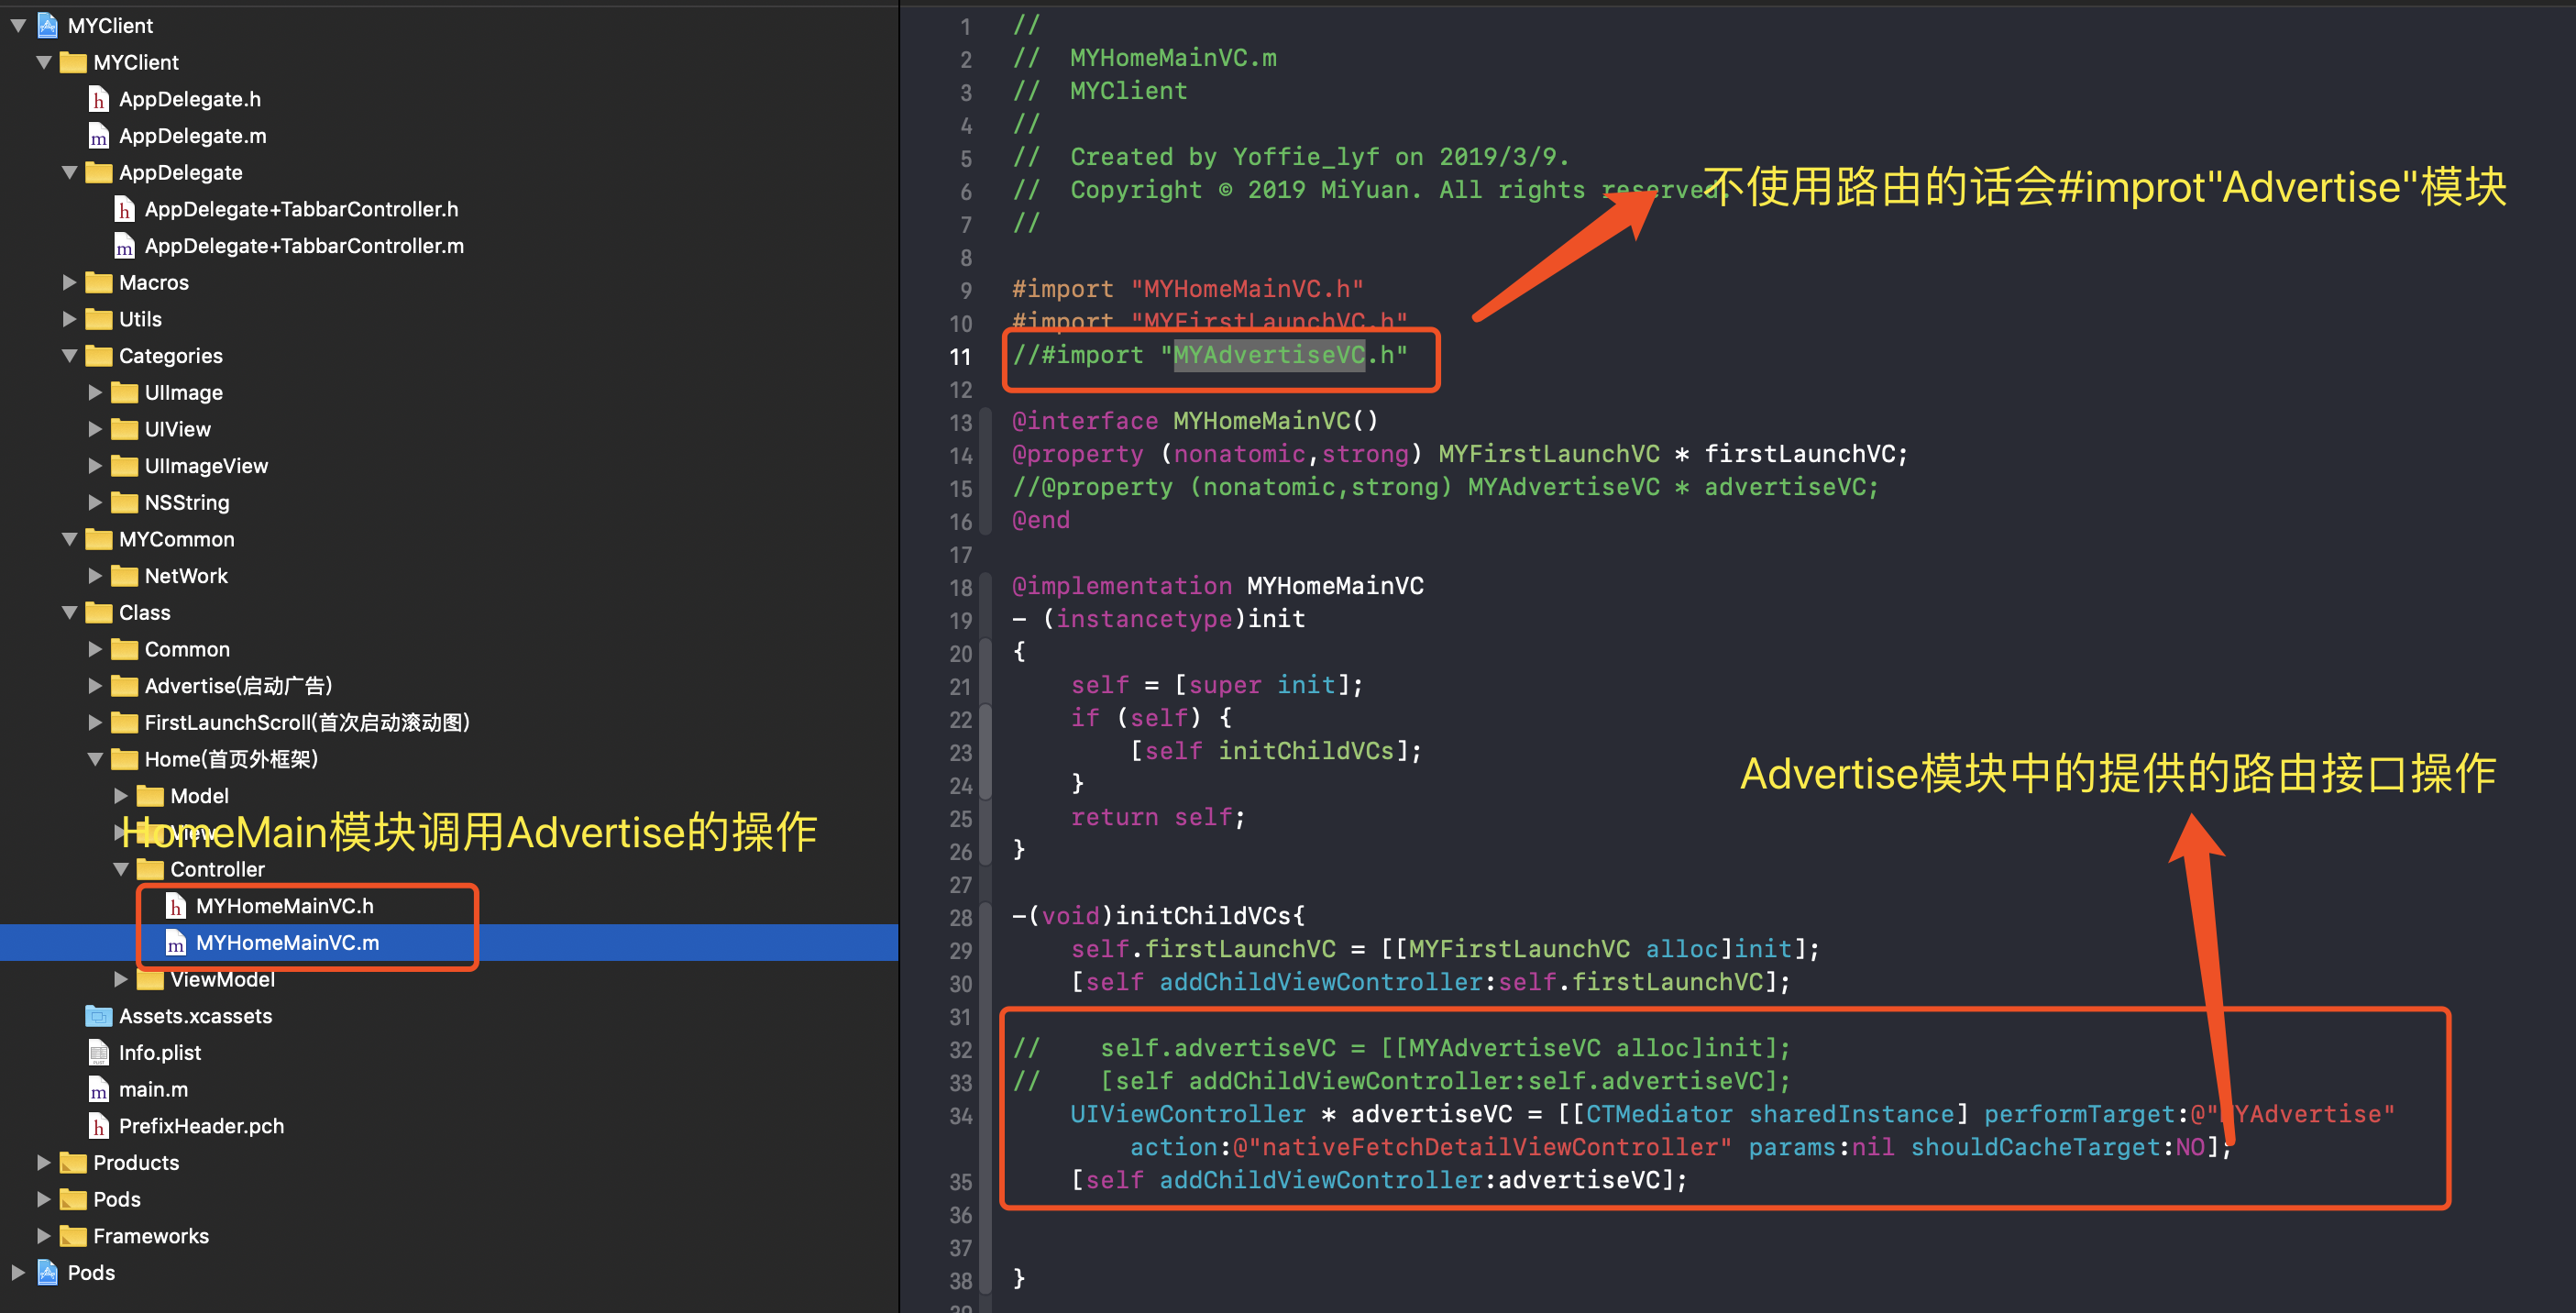 MYClient
MYClient
AppDelegate.h
AppDelegate.m
AppDelegate
AppDelegate+TabbarController.h
AppDelegate+TabbarController.m
Macros
Utils
Categories
UIImage
UIView
UIImageView
NSString
MYCommon
NetWork
Class
Common
Advertise(启动广告)
FirstLaunchScroll(首次启动滚动图)
Home(首页外框架)
Model
View
HomeMain模块调用Advertise的操作
Controller
MYHomeMainVC.h
MYHomeMainVC.m
ViewModel
Assets.xcassets
Info.plist
main.m
PrefixHeader.pch
Products
Pods
Frameworks
Pods
1 //
2 //  MYHomeMainVC.m
3 //  MYClient
4 //
5 //  Created by Yoffie_lyf on 2019/3/9.
6 //  Copyright © 2019 MiYuan. All rights reserved.
不使用路由的话会#improt"Advertise"模块
7 //
8
9 #import "MYHomeMainVC.h"
10 #import "MYFirstLaunchVC.h"
11 //#import "MYAdvertiseVC.h"
12
13 @interface MYHomeMainVC()
14 @property (nonatomic,strong) MYFirstLaunchVC * firstLaunchVC;
15 //@property (nonatomic,strong) MYAdvertiseVC * advertiseVC;
16 @end
17
18 @implementation MYHomeMainVC
19 - (instancetype)init
20 {
21     self = [super init];
22     if (self) {
23         [self initChildVCs];
24     }
Advertise模块中的提供的路由接口操作
25     return self;
26 }
27
28 -(void)initChildVCs{
29     self.firstLaunchVC = [[MYFirstLaunchVC alloc]init];
30     [self addChildViewController:self.firstLaunchVC];
31
32 //    self.advertiseVC = [[MYAdvertiseVC alloc]init];
33 //    [self addChildViewController:self.advertiseVC];
34     UIViewController * advertiseVC = [[CTMediator sharedInstance] performTarget:@"MYAdvertise"
action:@"nativeFetchDetailViewController" params:nil shouldCacheTarget:NO];
35     [self addChildViewController:advertiseVC];
36
37
38 }
39